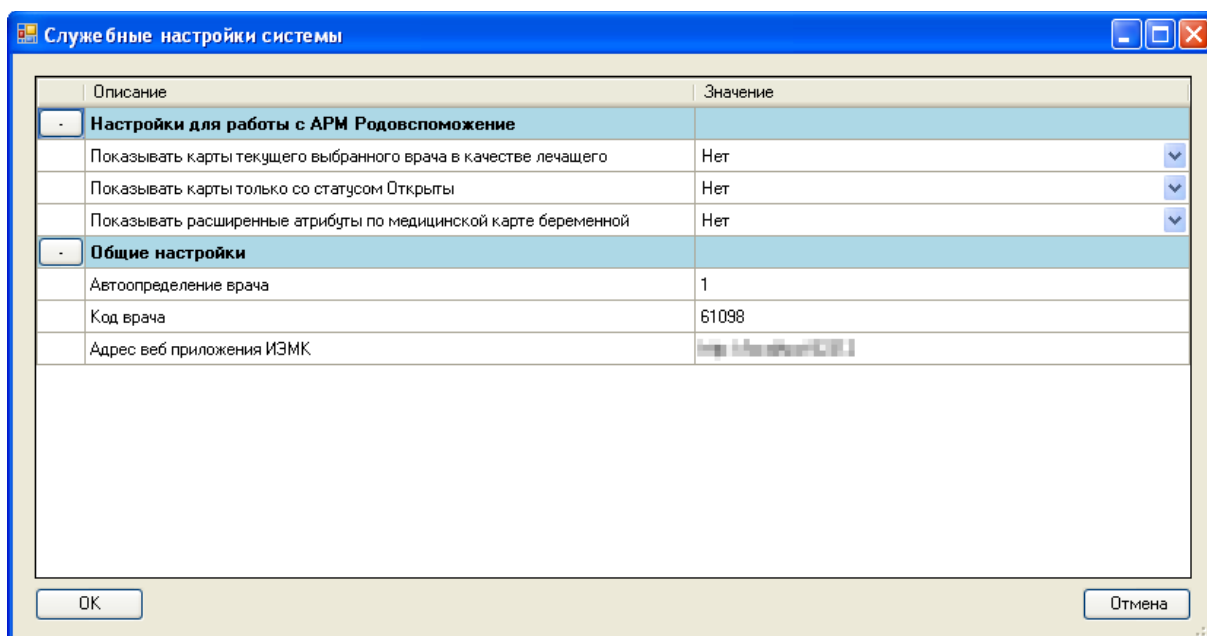 Служебные настройки системы
Описание Значение
- Настройки для работы с АРМ Родовспоможение
Показывать карты текущего выбранного врача в качестве лечащего Нет
Показывать карты только со статусом Открыты Нет
Показывать расширенные атрибуты по медицинской карте беременной Нет
- Общие настройки
Автоопределение врача 1
Код врача 61098
Адрес веб приложения ИЭМК
ОК Отмена